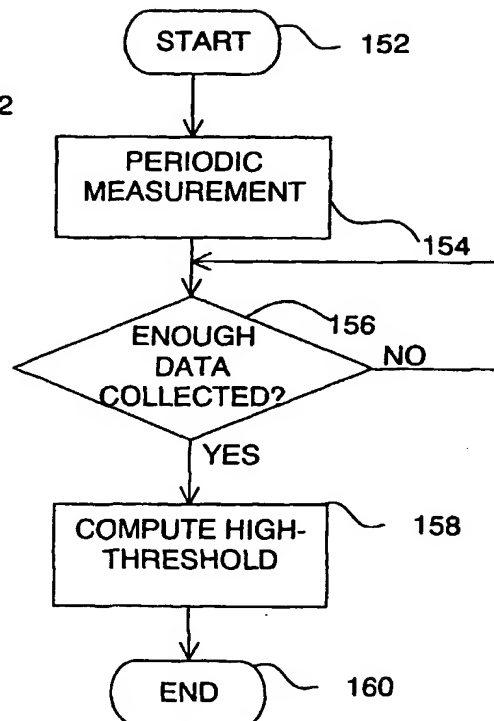 START
152
2
PERIODIC
MEASUREMENT
154
156
ENOUGH
DATA
COLLECTED?
NO
YES
COMPUTE HIGH-
THRESHOLD
158
END
160